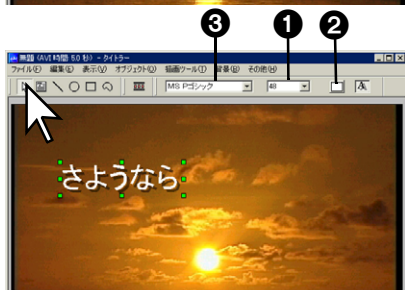 ❸ ❶ ❷
無題 (AVI 時間 5.0 秒) - タイトラー
ファイル(F) 編集(E) 表示(V) オブジェクト(O) 描画ツール(T) 背景(B) その他(H)
MS Pゴシック 48 A
さようなら